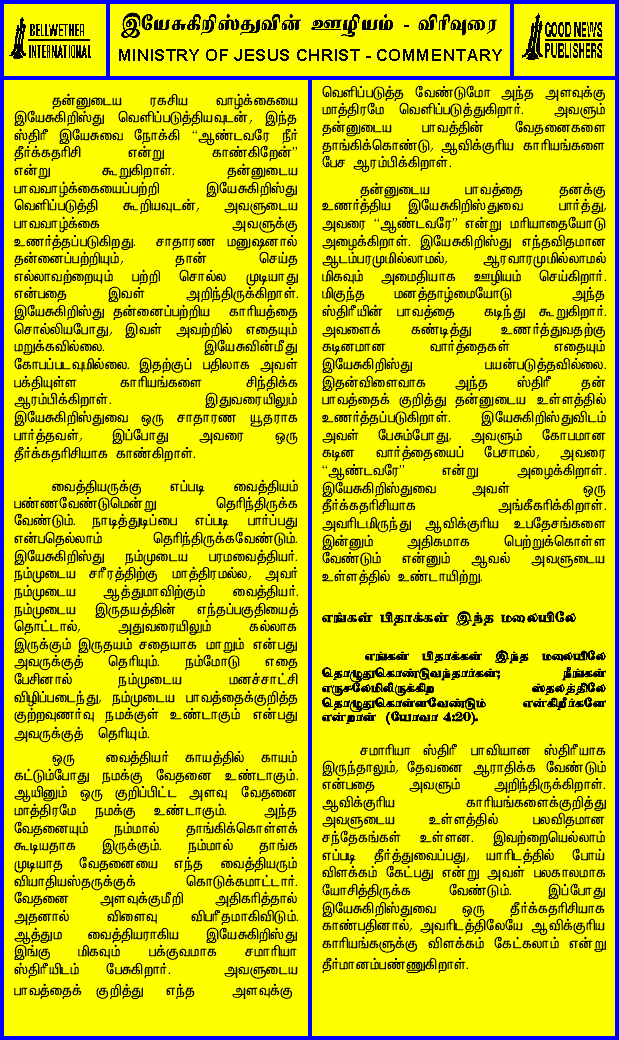 BELLWETHER
INTERNATIONAL
இயேசுகிறிஸ்துவின் ஊழியம் - விரிவுரை
MINISTRY OF JESUS CHRIST - COMMENTARY
GOOD NEWS
PUBLISHERS
தன்னுடைய ரகசிய வாழ்க்கையை
இயேசுகிறிஸ்து வெளிப்படுத்தியவுடன், இந்த
ஸ்திரீ இயேசுவை நோக்கி “ஆண்டவரே நீர்
தீர்க்கதரிசி என்று காண்கிறேன்”
என்று கூறுகிறாள். தன்னுடைய
பாவவாழ்க்கையைப்பற்றி இயேசுகிறிஸ்து
வெளிப்படுத்தி கூறியவுடன், அவளுடைய
பாவவாழ்க்கை அவளுக்கு
உணர்த்தப்படுகிறது. சாதாரண மனுஷனால்
தன்னைப்பற்றியும், தான் செய்த
எல்லாவற்றையும் பற்றி சொல்ல முடியாது
என்பதை இவள் அறிந்திருக்கிறாள்.
இயேசுகிறிஸ்து தன்னைப்பற்றிய காரியத்தை
சொல்லியபோது, இவள் அவற்றில் எதையும்
மறுக்கவில்லை. இயேசுவின்மீது
கோபப்படவுமில்லை. இதற்குப் பதிலாக அவள்
பக்தியுள்ள காரியங்களை சிந்திக்க
ஆரம்பிக்கிறாள். இதுவரையிலும்
இயேசுகிறிஸ்துவை ஒரு சாதாரண யூதராக
பார்த்தவள், இப்போது அவரை ஒரு
தீர்க்கதரிசியாக காண்கிறாள்.
வைத்தியருக்கு எப்படி வைத்தியம்
பண்ணவேண்டுமென்று தெரிந்திருக்க
வேண்டும். நாடித்துடிப்பை எப்படி பார்ப்பது
என்பதெல்லாம் தெரிந்திருக்கவேண்டும்.
இயேசுகிறிஸ்து நம்முடைய பரமவைத்தியர்.
நம்முடைய சரீரத்திற்கு மாத்திரமல்ல, அவர்
நம்முடைய ஆத்துமாவிற்கும் வைத்தியர்.
நம்முடைய இருதயத்தின் எந்தப்பகுதியைத்
தொட்டால், அதுவரையிலும் கல்லாக
இருக்கும் இருதயம் சதையாக மாறும் என்பது
அவருக்குத் தெரியும். நம்மோடு எதை
பேசினால் நம்முடைய மனச்சாட்சி
விழிப்படைந்து, நம்முடைய பாவத்தைக்குறித்த
குற்றவுணர்வு நமக்குள் உண்டாகும் என்பது
அவருக்குத் தெரியும்.
ஒரு வைத்தியர் காயத்தில் காயம்
கட்டும்போது நமக்கு வேதனை உண்டாகும்.
ஆயினும் ஒரு குறிப்பிட்ட அளவு வேதனை
மாத்திரமே நமக்கு உண்டாகும். அந்த
வேதனையும் நம்மால் தாங்கிக்கொள்ளக்
கூடியதாக இருக்கும். நம்மால் தாங்க
முடியாத வேதனையை எந்த வைத்தியரும்
வியாதியஸ்தருக்குக் கொடுக்கமாட்டார்.
வேதனை அளவுக்குமீறி அதிகரித்தால்
அதனால் விளைவு விபரீதமாகிவிடும்.
ஆத்தும வைத்தியராகிய இயேசுகிறிஸ்து
இங்கு மிகவும் பக்குவமாக சமாரியா
ஸ்திரீயிடம் பேசுகிறார். அவளுடைய
பாவத்தைக் குறித்து எந்த அளவுக்கு
வெளிப்படுத்த வேண்டுமோ அந்த அளவுக்கு
மாத்திரமே வெளிப்படுத்துகிறார். அவளும்
தன்னுடைய பாவத்தின் வேதனைகளை
தாங்கிக்கொண்டு, ஆவிக்குரிய காரியங்களை
பேச ஆரம்பிக்கிறாள்.
தன்னுடைய பாவத்தை தனக்கு
உணர்த்திய இயேசுகிறிஸ்துவை பார்த்து,
அவரை “ஆண்டவரே” என்று மரியாதையோடு
அழைக்கிறாள். இயேசுகிறிஸ்து எந்தவிதமான
ஆடம்பரமுமில்லாமல், ஆரவாரமுமில்லாமல்
மிகவும் அமைதியாக ஊழியம் செய்கிறார்.
மிகுந்த மனத்தாழ்மையோடு அந்த
ஸ்திரீயின் பாவத்தை கடிந்து கூறுகிறார்.
அவளைக் கண்டித்து உணர்த்துவதற்கு
கடினமான வார்த்தைகள் எதையும்
இயேசுகிறிஸ்து பயன்படுத்தவில்லை.
இதன்விளைவாக அந்த ஸ்திரீ தன்
பாவத்தைக் குறித்து தன்னுடைய உள்ளத்தில்
உணர்த்தப்படுகிறாள். இயேசுகிறிஸ்துவிடம்
அவள் பேசும்போது, அவளும் கோபமான
கடின வார்த்தையைப் பேசாமல், அவரை
“ஆண்டவரே” என்று அழைக்கிறாள்.
இயேசுகிறிஸ்துவை அவள் ஒரு
தீர்க்கதரிசியாக அங்கீகரிக்கிறாள்.
அவரிடமிருந்து ஆவிக்குரிய உபதேசங்களை
இன்னும் அதிகமாக பெற்றுக்கொள்ள
வேண்டும் என்னும் ஆவல் அவளுடைய
உள்ளத்தில் உண்டாயிற்று.
எங்கள் பிதாக்கள் இந்த மலையிலே
எங்கள் பிதாக்கள் இந்த மலையிலே
தொழுதுகொண்டுவந்தார்கள்; நீங்கள்
எருசலேமிலிருக்கிற ஸ்தலத்திலே
தொழுதுகொள்ளவேண்டும் என்கிறீர்களே
என்றாள் (யோவா 4:20).
சமாரியா ஸ்திரீ பாவியான ஸ்திரீயாக
இருந்தாலும், தேவனை ஆராதிக்க வேண்டும்
என்பதை அவளும் அறிந்திருக்கிறாள்.
ஆவிக்குரிய காரியங்களைக்குறித்து
அவளுடைய உள்ளத்தில் பலவிதமான
சந்தேகங்கள் உள்ளன. இவற்றையெல்லாம்
எப்படி தீர்த்துவைப்பது, யாரிடத்தில் போய்
விளக்கம் கேட்பது என்று அவள் பலகாலமாக
யோசித்திருக்க வேண்டும். இப்போது
இயேசுகிறிஸ்துவை ஒரு தீர்க்கதரிசியாக
காண்பதினால், அவரிடத்திலேயே ஆவிக்குரிய
காரியங்களுக்கு விளக்கம் கேட்கலாம் என்று
தீர்மானம்பண்ணுகிறாள்.